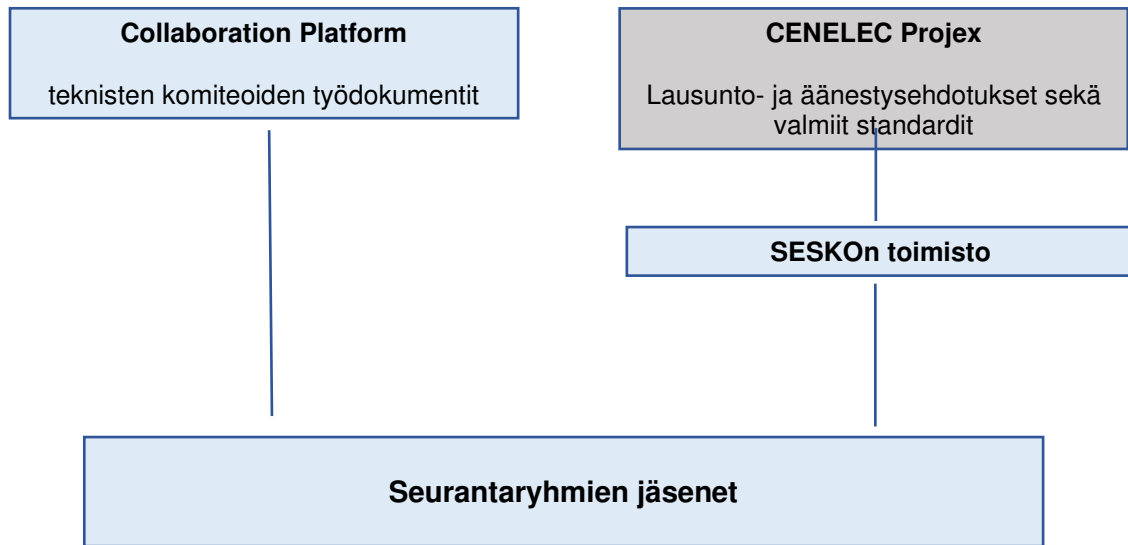 Collaboration Platform
teknisten komiteoiden työdokumentit
CENELEC Projex
Lausunto- ja äänestysehdotukset sekä
valmiit standardit
SESKOn toimisto
Seurantaryhmien jäsenet